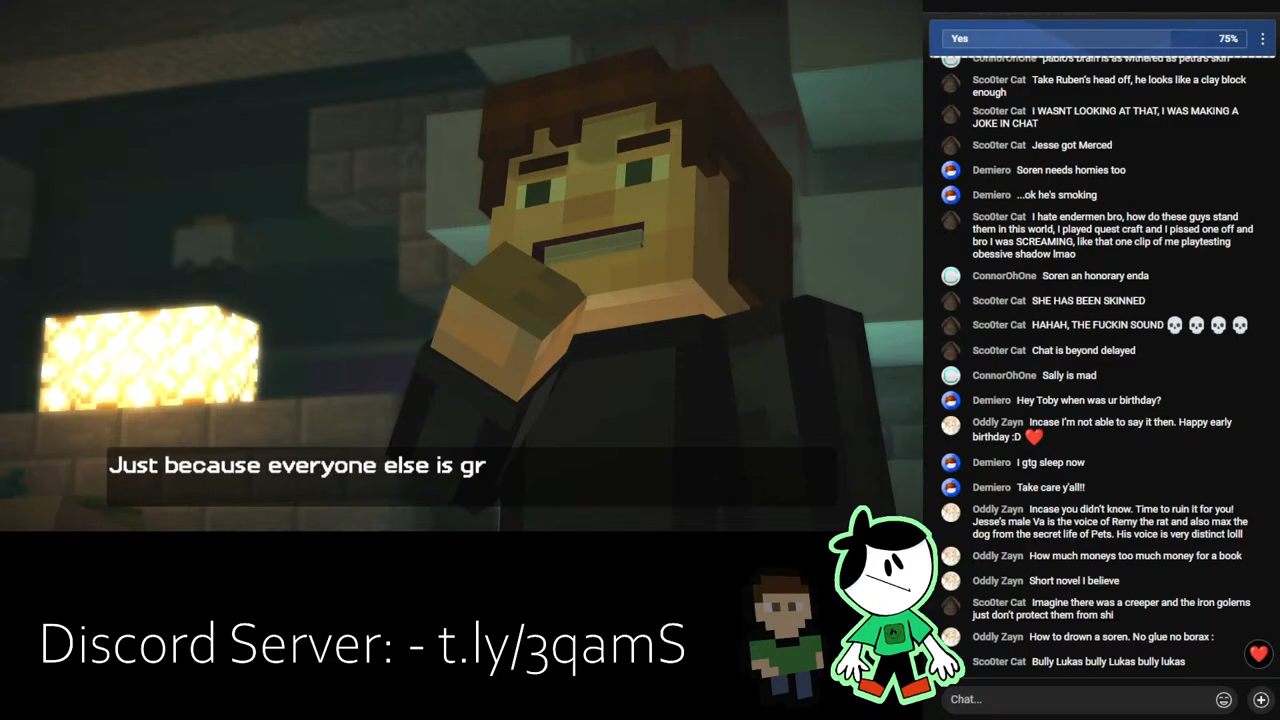 Yes 75%
ConnorOhOne pablo's brain is as withered as petra's skin
Sco0ter Cat Take Ruben's head off, he looks like a clay block
enough
Sco0ter Cat I WASNT LOOKING AT THAT, I WAS MAKING A
JOKE IN CHAT
Sco0ter Cat Jesse got Merced
Demiero Soren needs homies too
Demiero ...ok he's smoking
Sco0ter Cat I hate endermen bro, how do these guys stand
them in this world, I played quest craft and I pissed one off and
bro I was SCREAMING, like that one clip of me playtesting
obessive shadow lmao
ConnorOhOne Soren an honorary enda
Sco0ter Cat SHE HAS BEEN SKINNED
Sco0ter Cat HAHAH, THE FUCKIN SOUND 💀 💀 💀 💀
Sco0ter Cat Chat is beyond delayed
ConnorOhOne Sally is mad
Demiero Hey Toby when was ur birthday?
Oddly Zayn Incase I'm not able to say it then. Happy early
birthday :D ❤️
Demiero I gtg sleep now
Demiero Take care y'all!!
Oddly Zayn Incase you didn't know. Time to ruin it for you!
Jesse's male Va is the voice of Remy the rat and also max the
dog from the secret life of Pets. His voice is very distinct lolll
Oddly Zayn How much moneys too much money for a book
Oddly Zayn Short novel I believe
Sco0ter Cat Imagine there was a creeper and the iron golems
just don't protect them from shi
Oddly Zayn How to drown a soren. No glue no borax :
Sco0ter Cat Bully Lukas bully Lukas bully lukas
Chat...
Just because everyone else is gr
Discord Server: - t.ly/3qamS